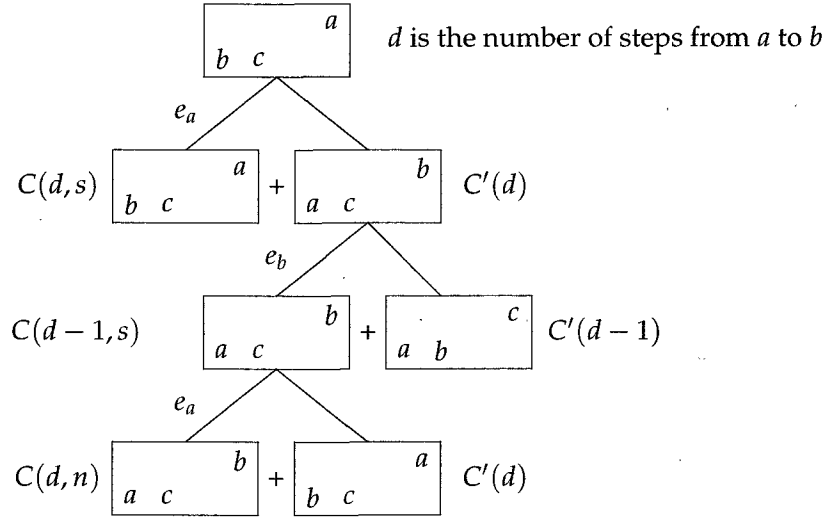 a d is the number of steps from a to b
b c
e_a
C(d, s) a + b C′(d)
b c a c
e_b
C(d − 1, s) b + c C′(d − 1)
a c a b
e_a
C(d, n) b + a C′(d)
a c b c